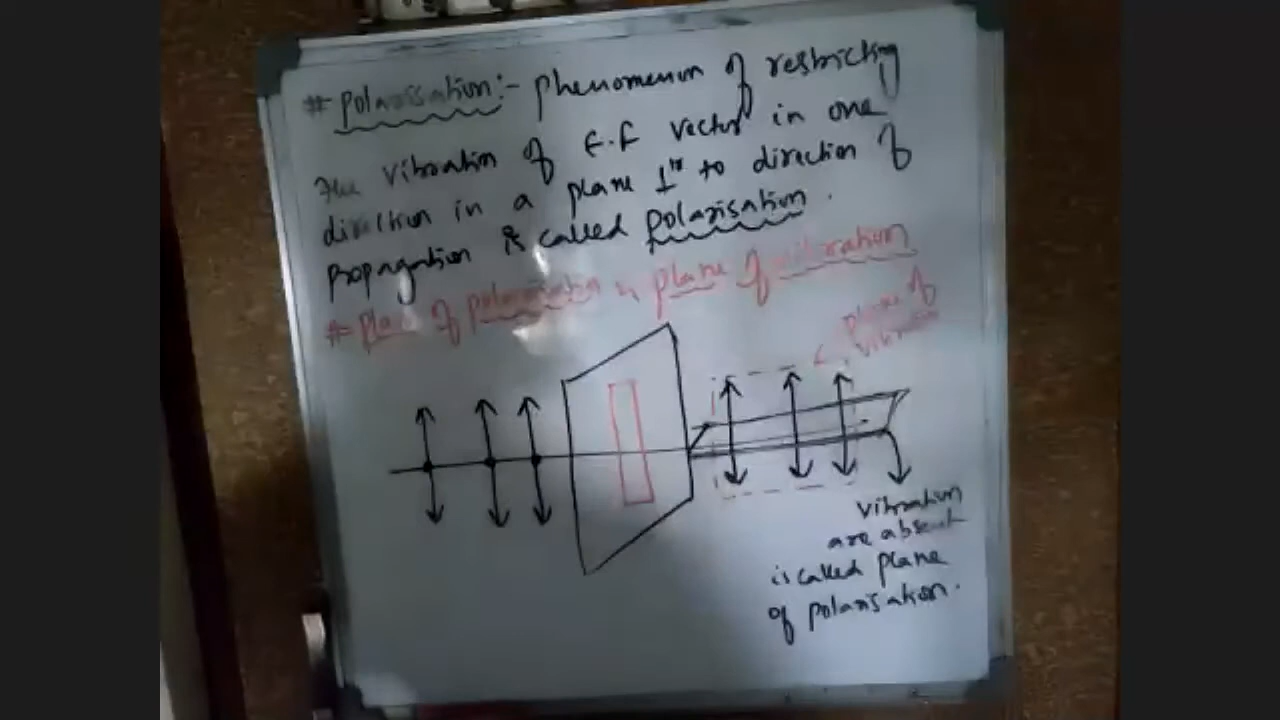 # Polarisation:- phenomenon of restricting
the vibration of E.F vector in one
direction in a plane ⊥r to direction of
propagation is called polarisation.
# Plane of polarisation & plane of vibration
plane of
vibration
vibration
are absent
is called plane
of polarisation.